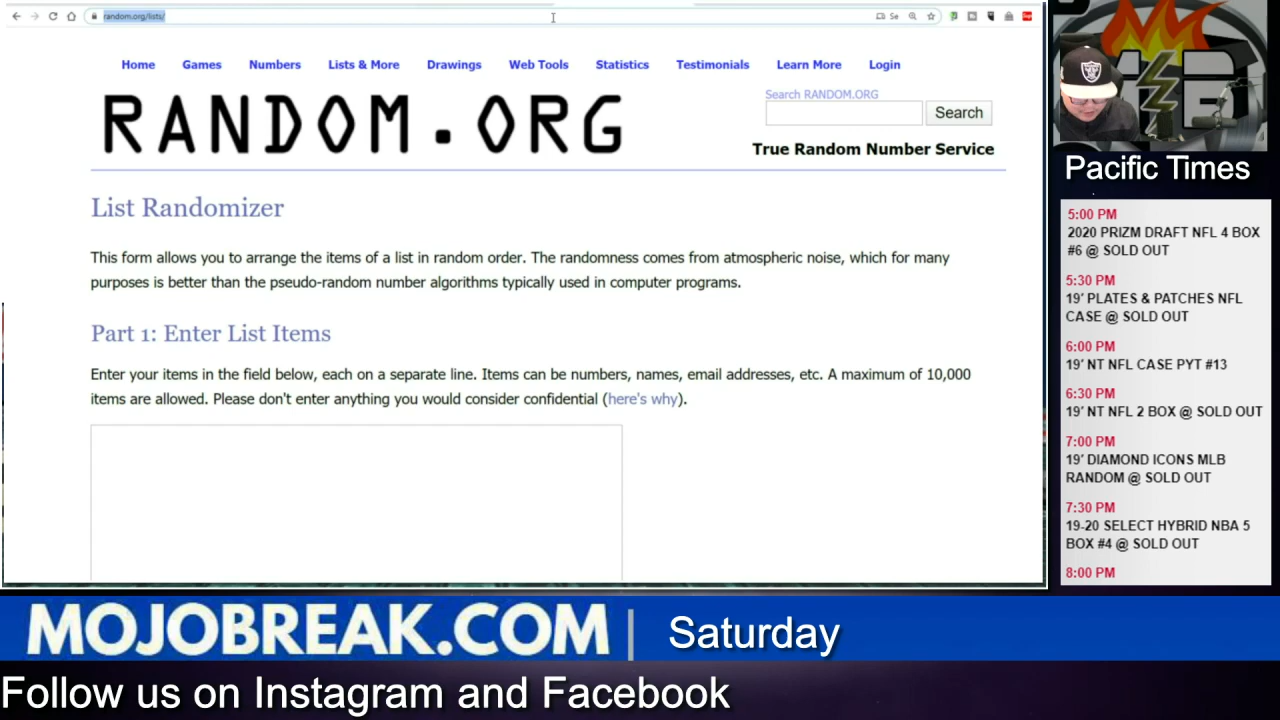 random.org/lists/
Se
Home Games Numbers Lists & More Drawings Web Tools Statistics Testimonials Learn More Login
RANDOM.ORG
Search RANDOM.ORG
Search
True Random Number Service
List Randomizer
This form allows you to arrange the items of a list in random order. The randomness comes from atmospheric noise, which for many
purposes is better than the pseudo-random number algorithms typically used in computer programs.
Part 1: Enter List Items
Enter your items in the field below, each on a separate line. Items can be numbers, names, email addresses, etc. A maximum of 10,000
items are allowed. Please don't enter anything you would consider confidential (here's why).
Pacific Times
5:00 PM
2020 PRIZM DRAFT NFL 4 BOX
#6 @ SOLD OUT
5:30 PM
19' PLATES & PATCHES NFL
CASE @ SOLD OUT
6:00 PM
19' NT NFL CASE PYT #13
6:30 PM
19' NT NFL 2 BOX @ SOLD OUT
7:00 PM
19' DIAMOND ICONS MLB
RANDOM @ SOLD OUT
7:30 PM
19-20 SELECT HYBRID NBA 5
BOX #4 @ SOLD OUT
8:00 PM
MOJOBREAK.COM | Saturday
Follow us on Instagram and Facebook